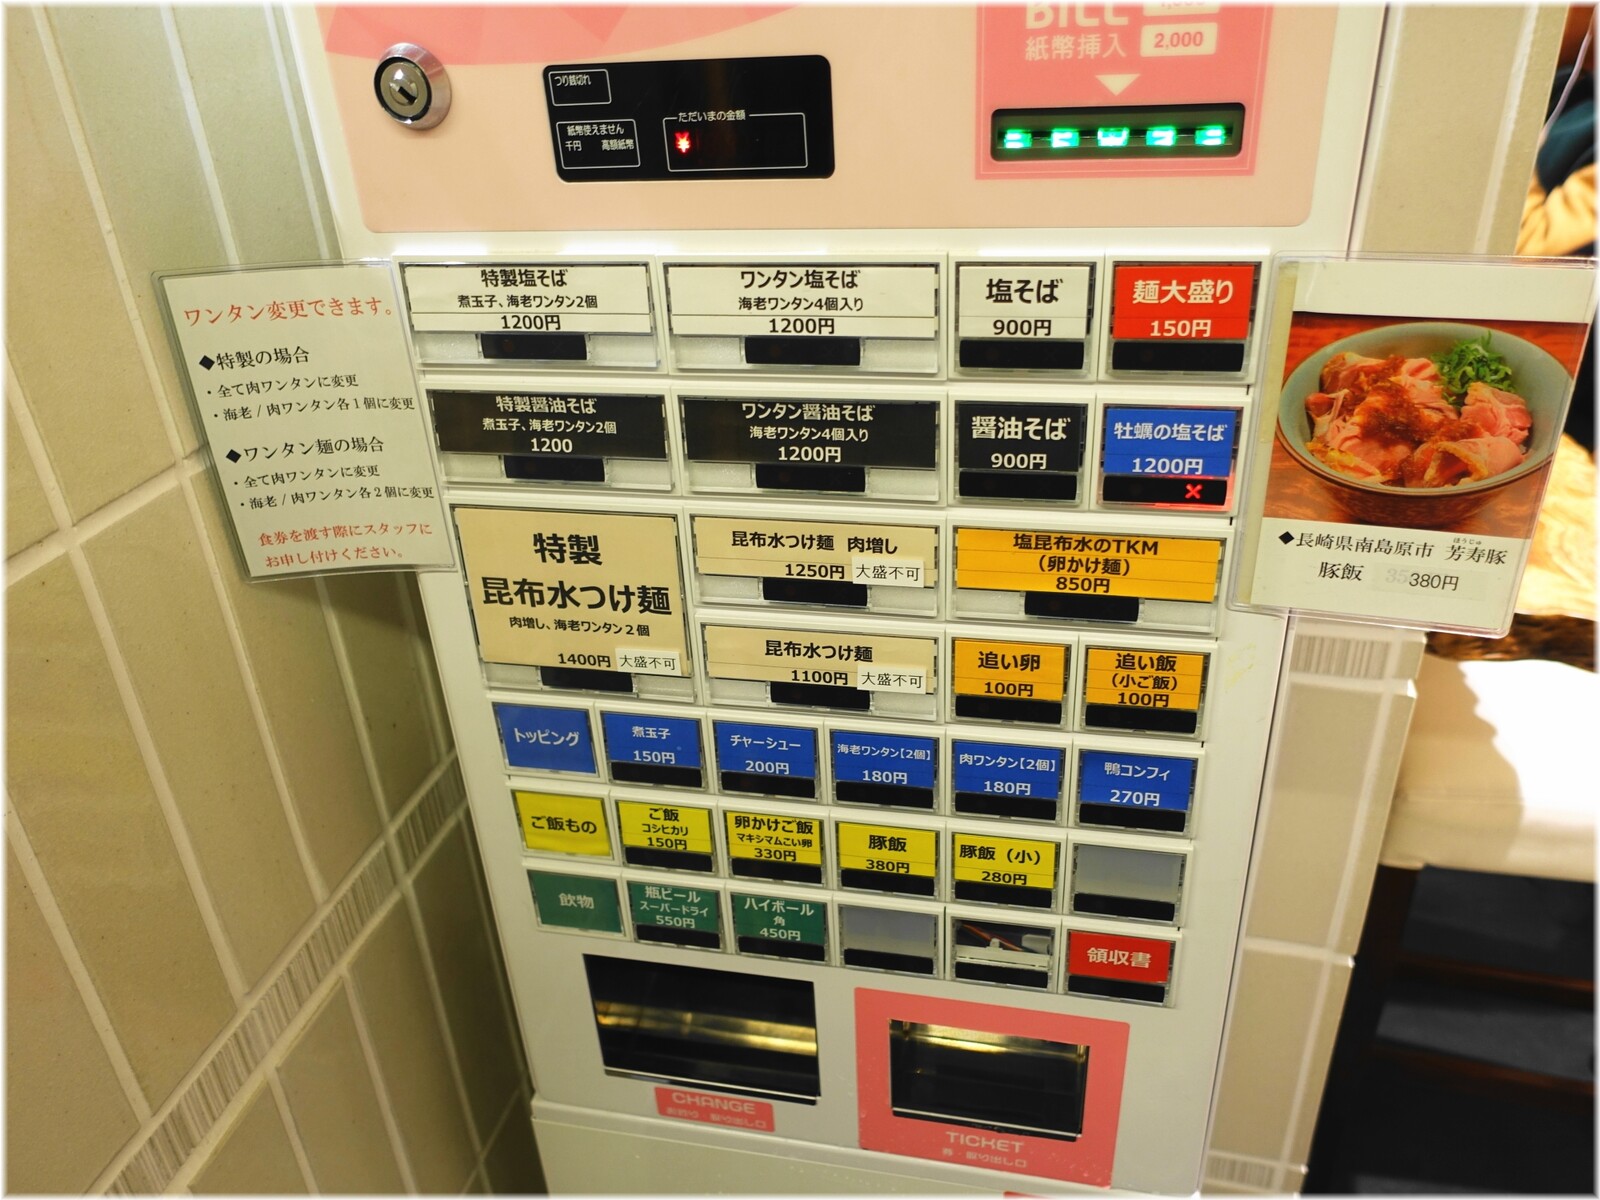 紙幣挿入
2,000
つり銭切れ
紙幣使えません
千円 高額紙幣
ただいまの金額
¥
ワンタン変更できます。
◆特製の場合
・全て肉ワンタンに変更
・海老/肉ワンタン各1個に変更
◆ワンタン麺の場合
・全て肉ワンタンに変更
・海老/肉ワンタン各2個に変更
食券を渡す際にスタッフに
お申し付けください。
特製塩そば
煮玉子、海老ワンタン2個
1200円
ワンタン塩そば
海老ワンタン4個入り
1200円
塩そば
900円
麺大盛り
150円
特製醤油そば
煮玉子、海老ワンタン2個
1200
ワンタン醤油そば
海老ワンタン4個入り
1200円
醤油そば
900円
牡蠣の塩そば
1200円
特製
昆布水つけ麺
肉増し、海老ワンタン2個
1400円 大盛不可
昆布水つけ麺 肉増し
1250円 大盛不可
塩昆布水のTKM
(卵かけ麺)
850円
昆布水つけ麺
1100円 大盛不可
追い卵
100円
追い飯
(小ご飯)
100円
トッピング
煮玉子
150円
チャーシュー
200円
海老ワンタン【2個】
180円
肉ワンタン【2個】
180円
鴨コンフィ
270円
ご飯もの
ご飯
コシヒカリ
150円
卵かけご飯
マキシマムこい卵
330円
豚飯
380円
豚飯(小)
280円
飲物
瓶ビール
スーパードライ
550円
ハイボール
角
450円
領収書
◆長崎県南島原市 芳寿豚
ほうじゅ
豚飯 380円
CHANGE
TICKET